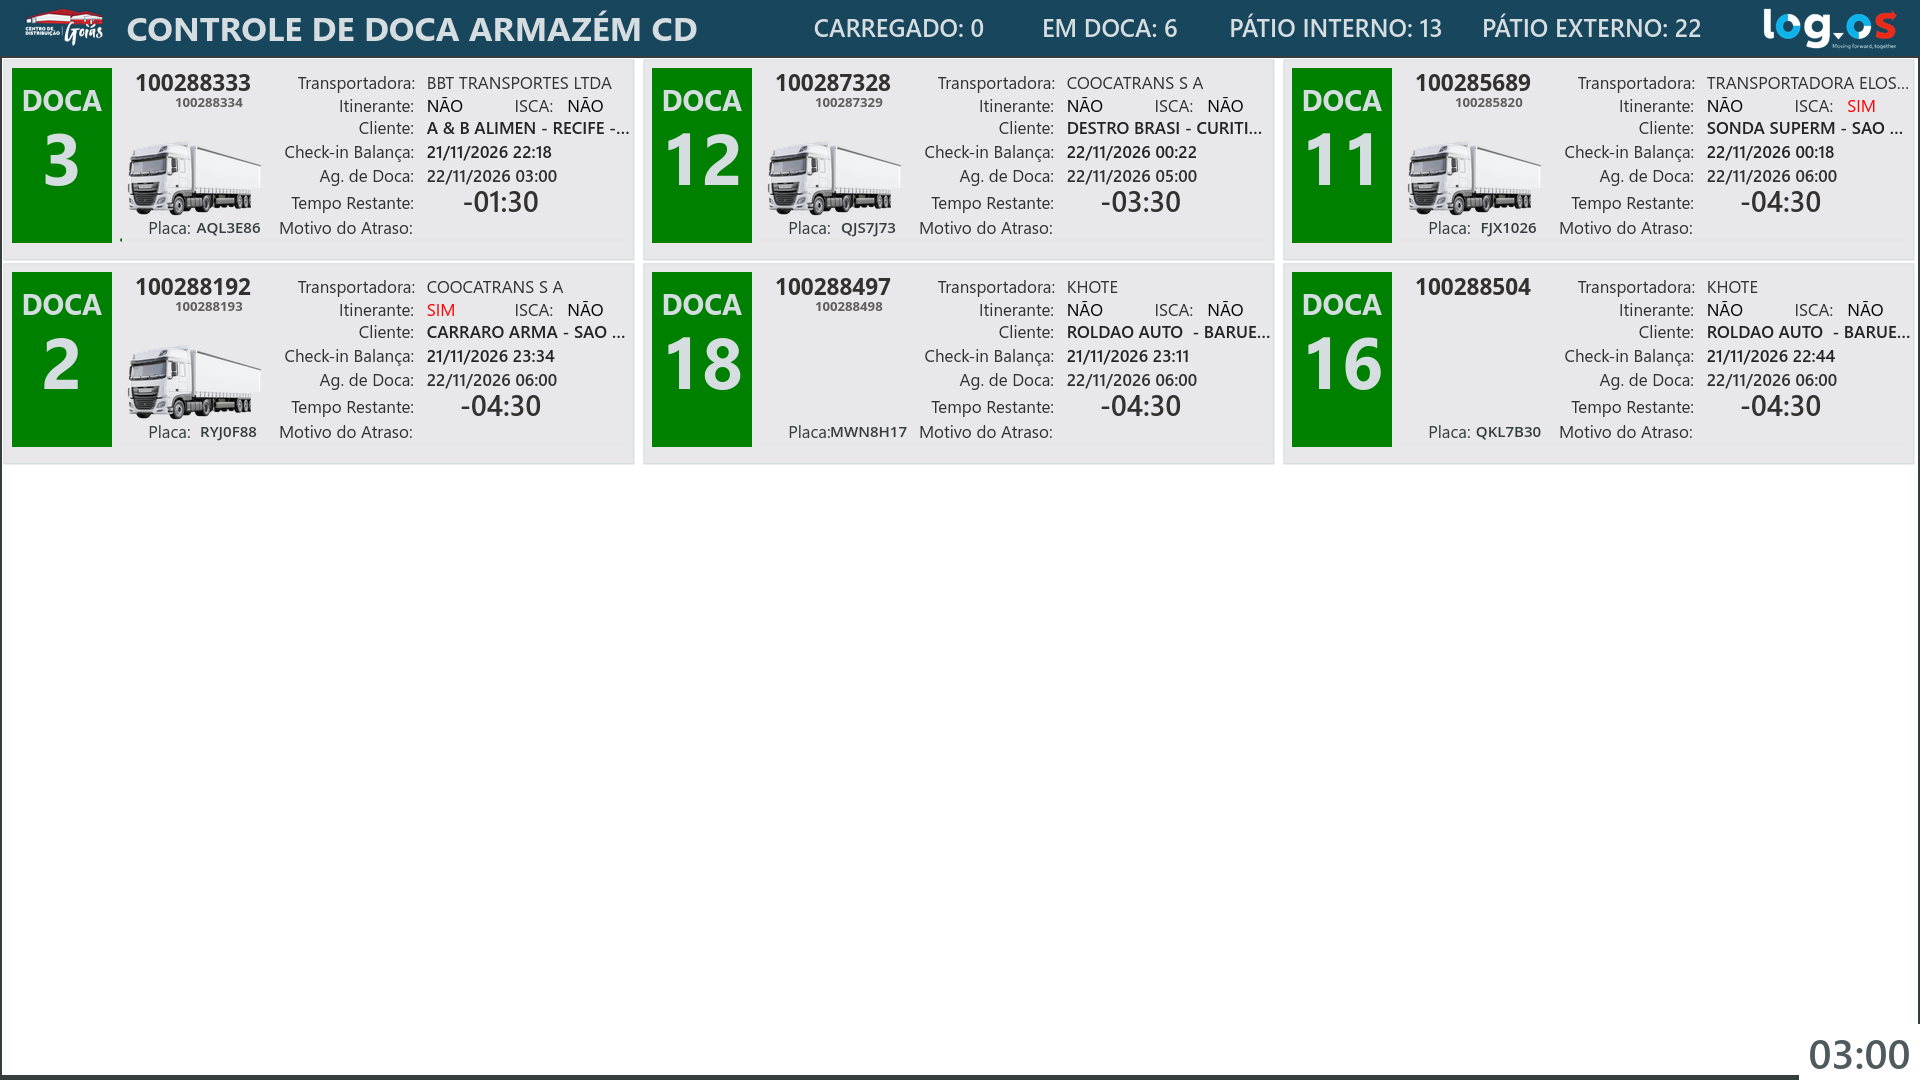 CENTRO DE DISTRIBUIÇÃO Goiás
CONTROLE DE DOCA ARMAZÉM CD
CARREGADO: 0
EM DOCA: 6
PÁTIO INTERNO: 13
PÁTIO EXTERNO: 22
log.os
Moving forward, together
DOCA
3
100288333
100288334
Placa: AQL3E86
Transportadora: BBT TRANSPORTES LTDA
Itinerante: NÃO ISCA: NÃO
Cliente: A & B ALIMEN - RECIFE -...
Check-in Balança: 21/11/2026 22:18
Ag. de Doca: 22/11/2026 03:00
Tempo Restante: -01:30
Motivo do Atraso:
DOCA
12
100287328
100287329
Placa: QJS7J73
Transportadora: COOCATRANS S A
Itinerante: NÃO ISCA: NÃO
Cliente: DESTRO BRASI - CURITI...
Check-in Balança: 22/11/2026 00:22
Ag. de Doca: 22/11/2026 05:00
Tempo Restante: -03:30
Motivo do Atraso:
DOCA
11
100285689
100285820
Placa: FJX1026
Transportadora: TRANSPORTADORA ELOS...
Itinerante: NÃO ISCA: SIM
Cliente: SONDA SUPERM - SAO ...
Check-in Balança: 22/11/2026 00:18
Ag. de Doca: 22/11/2026 06:00
Tempo Restante: -04:30
Motivo do Atraso:
DOCA
2
100288192
100288193
Placa: RYJ0F88
Transportadora: COOCATRANS S A
Itinerante: SIM ISCA: NÃO
Cliente: CARRARO ARMA - SAO ...
Check-in Balança: 21/11/2026 23:34
Ag. de Doca: 22/11/2026 06:00
Tempo Restante: -04:30
Motivo do Atraso:
DOCA
18
100288497
100288498
Placa:MWN8H17
Transportadora: KHOTE
Itinerante: NÃO ISCA: NÃO
Cliente: ROLDAO AUTO - BARUE...
Check-in Balança: 21/11/2026 23:11
Ag. de Doca: 22/11/2026 06:00
Tempo Restante: -04:30
Motivo do Atraso:
DOCA
16
100288504
Placa: QKL7B30
Transportadora: KHOTE
Itinerante: NÃO ISCA: NÃO
Cliente: ROLDAO AUTO - BARUE...
Check-in Balança: 21/11/2026 22:44
Ag. de Doca: 22/11/2026 06:00
Tempo Restante: -04:30
Motivo do Atraso:
03:00